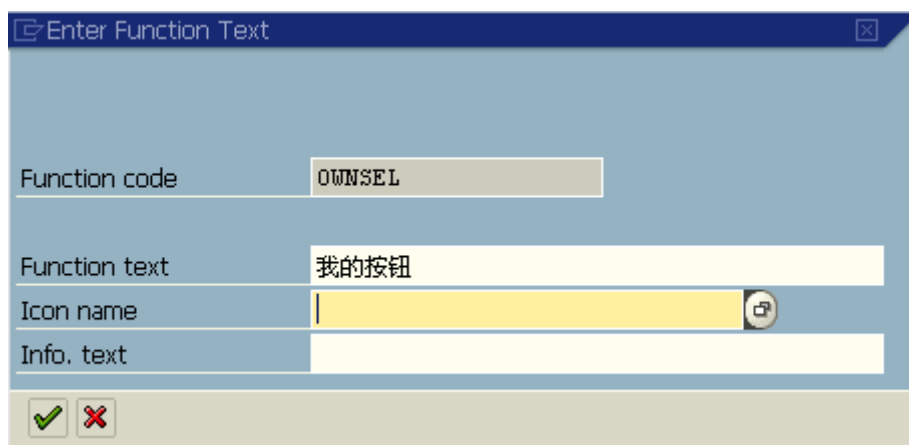 Enter Function Text
Function code OWNSEL
Function text 我的按钮
Icon name
Info. text